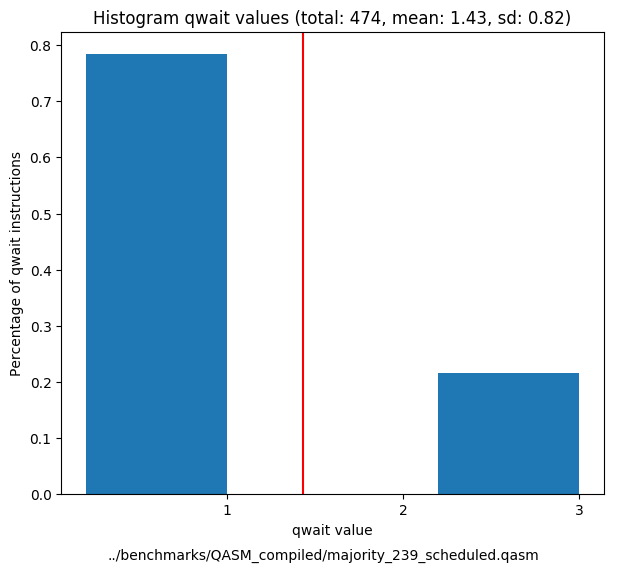 Histogram qwait values (total: 474, mean: 1.43, sd: 0.82)
0.8
0.7
0.6
0.5
0.4
0.3
0.2
0.1
0.0
Percentage of qwait instructions
1 2 3
qwait value
../benchmarks/QASM_compiled/majority_239_scheduled.qasm